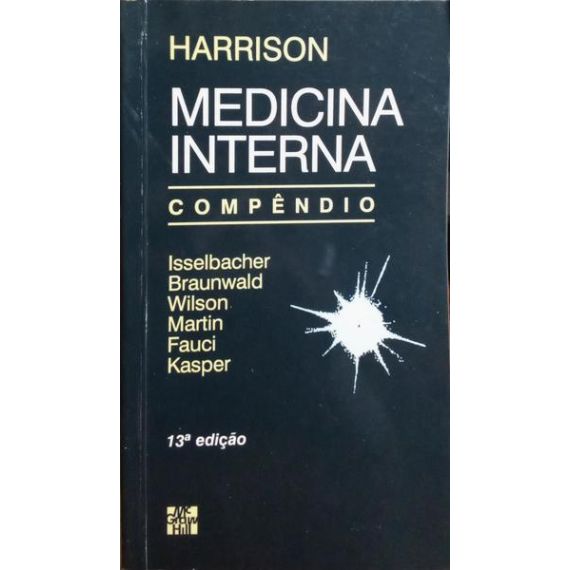 HARRISON
MEDICINA
INTERNA
COMPÊNDIO
Isselbacher
Braunwald
Wilson
Martin
Fauci
Kasper
13ª edição
Mc
Graw
Hill